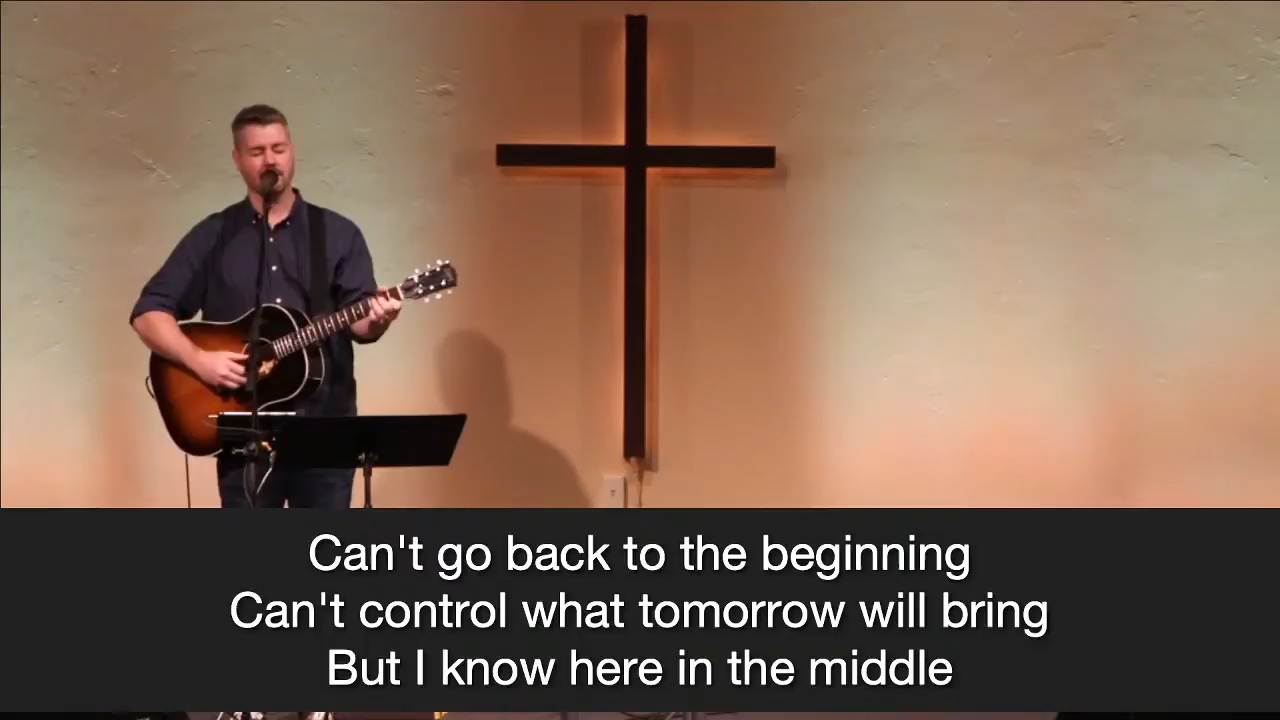 Can't go back to the beginning
Can't control what tomorrow will bring
But I know here in the middle